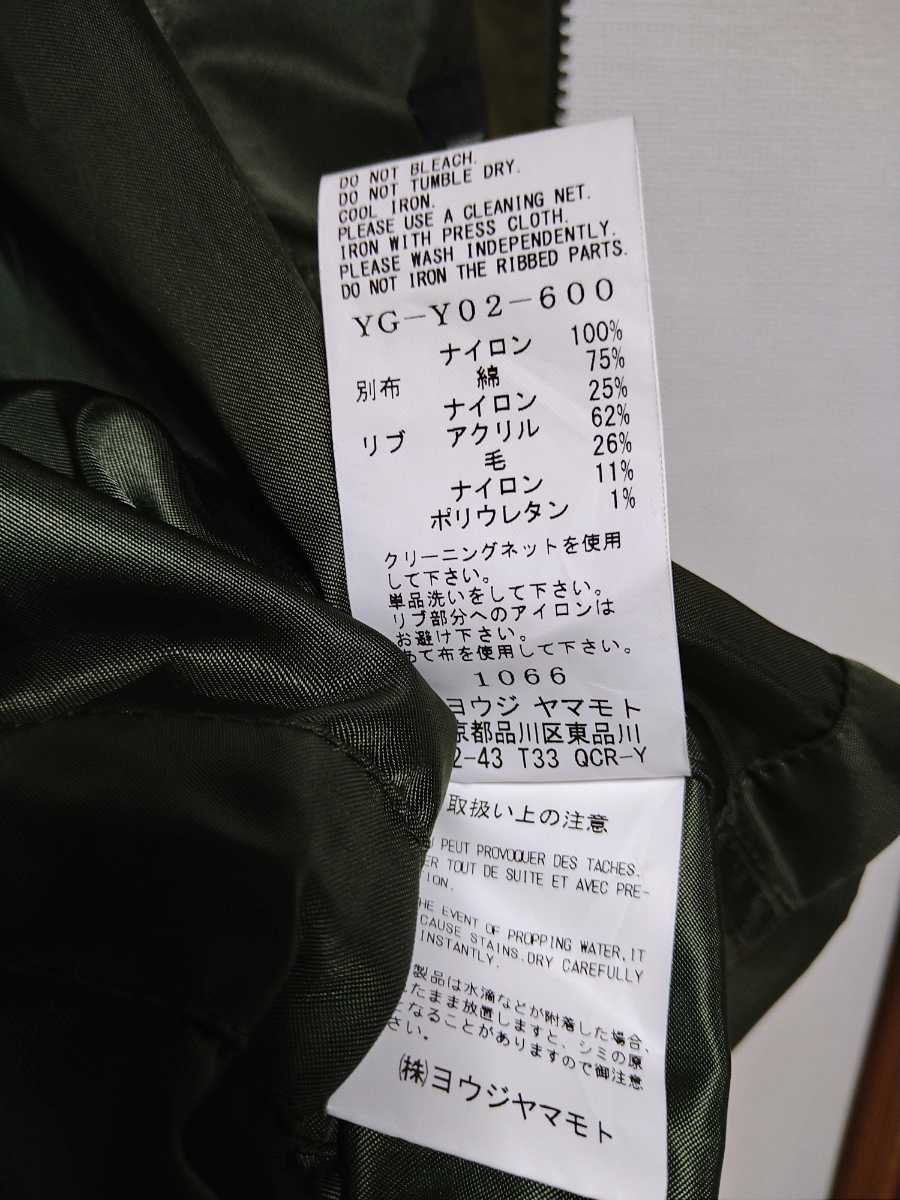 DO NOT BLEACH.
DO NOT TUMBLE DRY.
COOL IRON.
PLEASE USE A CLEANING NET.
IRON WITH PRESS CLOTH.
PLEASE WASH INDEPENDENTLY.
DO NOT IRON THE RIBBED PARTS.
YG-Y02-600
ナイロン 100%
別布 綿 75%
ナイロン 25%
リブ アクリル 62%
毛 26%
ナイロン 11%
ポリウレタン 1%
クリーニングネットを使用
して下さい。
単品洗いをして下さい。
リブ部分へのアイロンは
お避け下さい。
あて布を使用して下さい。
1066
ヨウジ ヤマモト
京都品川区東品川
2-43 T33 QCR-Y
取扱い上の注意
PEUT PROVOQUER DES TACHES.
ER TOUT DE SUITE ET AVEC PRE-
ION.
HE EVENT OF PROPPING WATER,IT
CAUSE STAINS.DRY CAREFULLY
INSTANTLY.
製品は水滴などが附着した場合、
たまま放置しますと、シミの原
となることがありますので御注意
さい。
㈱ヨウジヤマモト